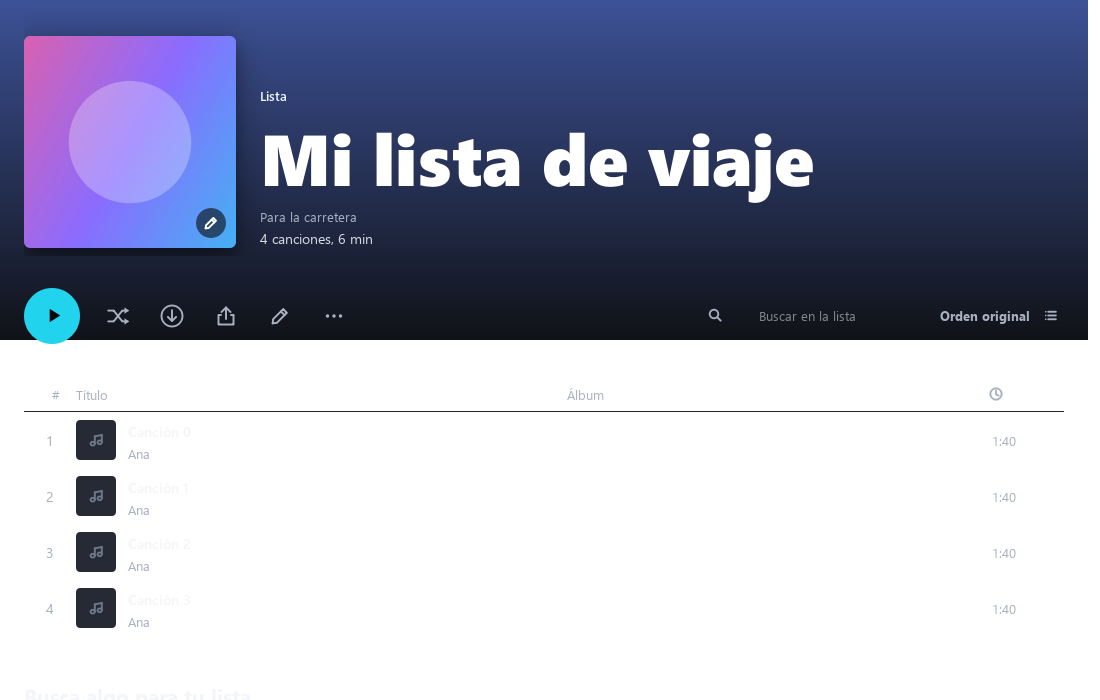 Lista
Mi lista de viaje
Para la carretera
4 canciones, 6 min
Buscar en la lista Orden original
# Título Álbum
1 Canción 0 1:40
Ana
2 Canción 1 1:40
Ana
3 Canción 2 1:40
Ana
4 Canción 3 1:40
Ana
Busca algo para tu lista